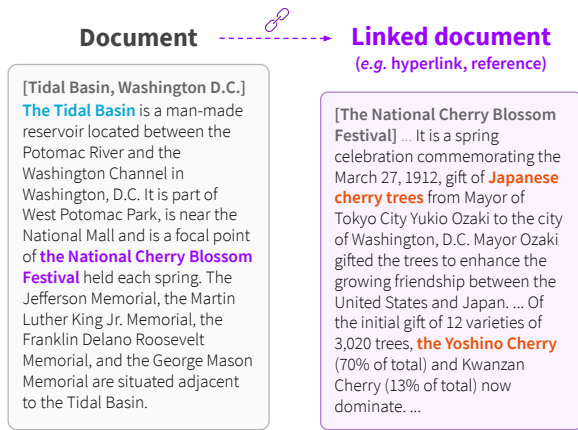 Document
Linked document
(e.g. hyperlink, reference)
[Tidal Basin, Washington D.C.]
The Tidal Basin is a man-made
reservoir located between the
Potomac River and the
Washington Channel in
Washington, D.C. It is part of
West Potomac Park, is near the
National Mall and is a focal point
of the National Cherry Blossom
Festival held each spring. The
Jefferson Memorial, the Martin
Luther King Jr. Memorial, the
Franklin Delano Roosevelt
Memorial, and the George Mason
Memorial are situated adjacent
to the Tidal Basin.
[The National Cherry Blossom
Festival] ... It is a spring
celebration commemorating the
March 27, 1912, gift of Japanese
cherry trees from Mayor of
Tokyo City Yukio Ozaki to the city
of Washington, D.C. Mayor Ozaki
gifted the trees to enhance the
growing friendship between the
United States and Japan. ... Of
the initial gift of 12 varieties of
3,020 trees, the Yoshino Cherry
(70% of total) and Kwanzan
Cherry (13% of total) now
dominate. ...